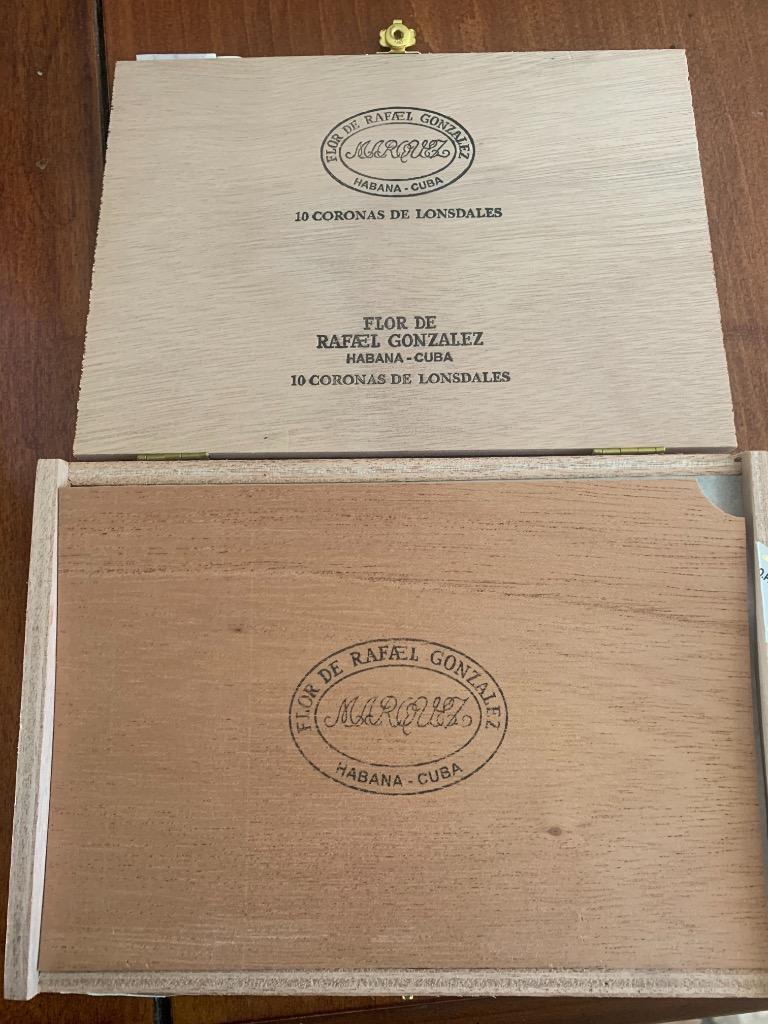 FLOR DE RAFÆL GONZALEZ
MARQUEZ
HABANA - CUBA
10 CORONAS DE LONSDALES
FLOR DE
RAFÆL GONZALEZ
HABANA - CUBA
10 CORONAS DE LONSDALES
FLOR DE RAFÆL GONZALEZ
MARQUEZ
HABANA - CUBA